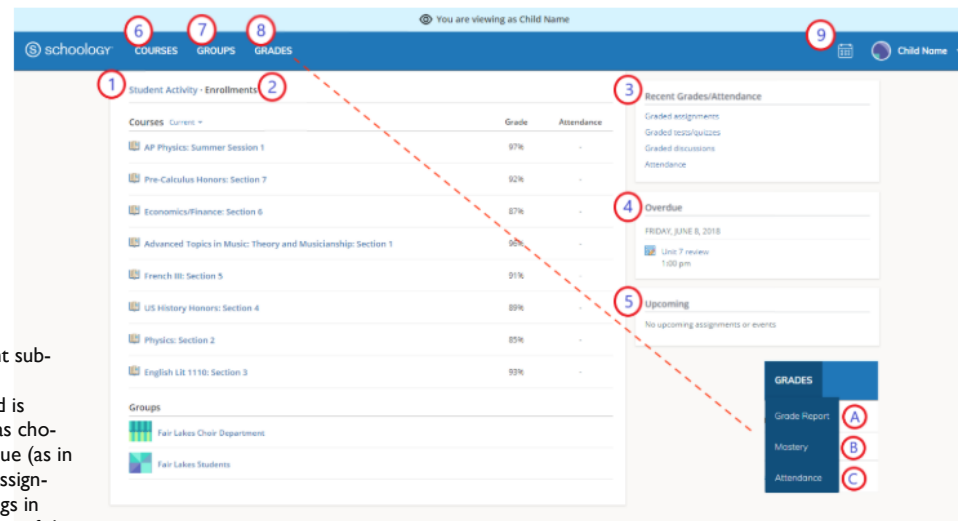 You are viewing as Child Name
6 7 8 9
S schoology COURSES GROUPS GRADES Child Name
1 Student Activity · Enrollments 2
Courses Current Grade Attendance
AP Physics: Summer Session 1 97% -
Pre-Calculus Honors: Section 7 92% -
Economics/Finance: Section 6 87% -
Advanced Topics in Music: Theory and Musicianship: Section 1 96% -
French III: Section 5 91% -
US History Honors: Section 4 89% -
Physics: Section 2 85% -
English Lit 1110: Section 3 93% -
Groups
Fair Lakes Choir Department
Fair Lakes Students
3 Recent Grades/Attendance
Graded assignments
Graded tests/quizzes
Graded discussions
Attendance
4 Overdue
FRIDAY, JUNE 8, 2018
Unit 7 review
1:00 pm
5 Upcoming
No upcoming assignments or events
GRADES
Grade Report A
Mastery B
Attendance C
nt sub-
d is
as cho-
ue (as in
ssign-
gs in